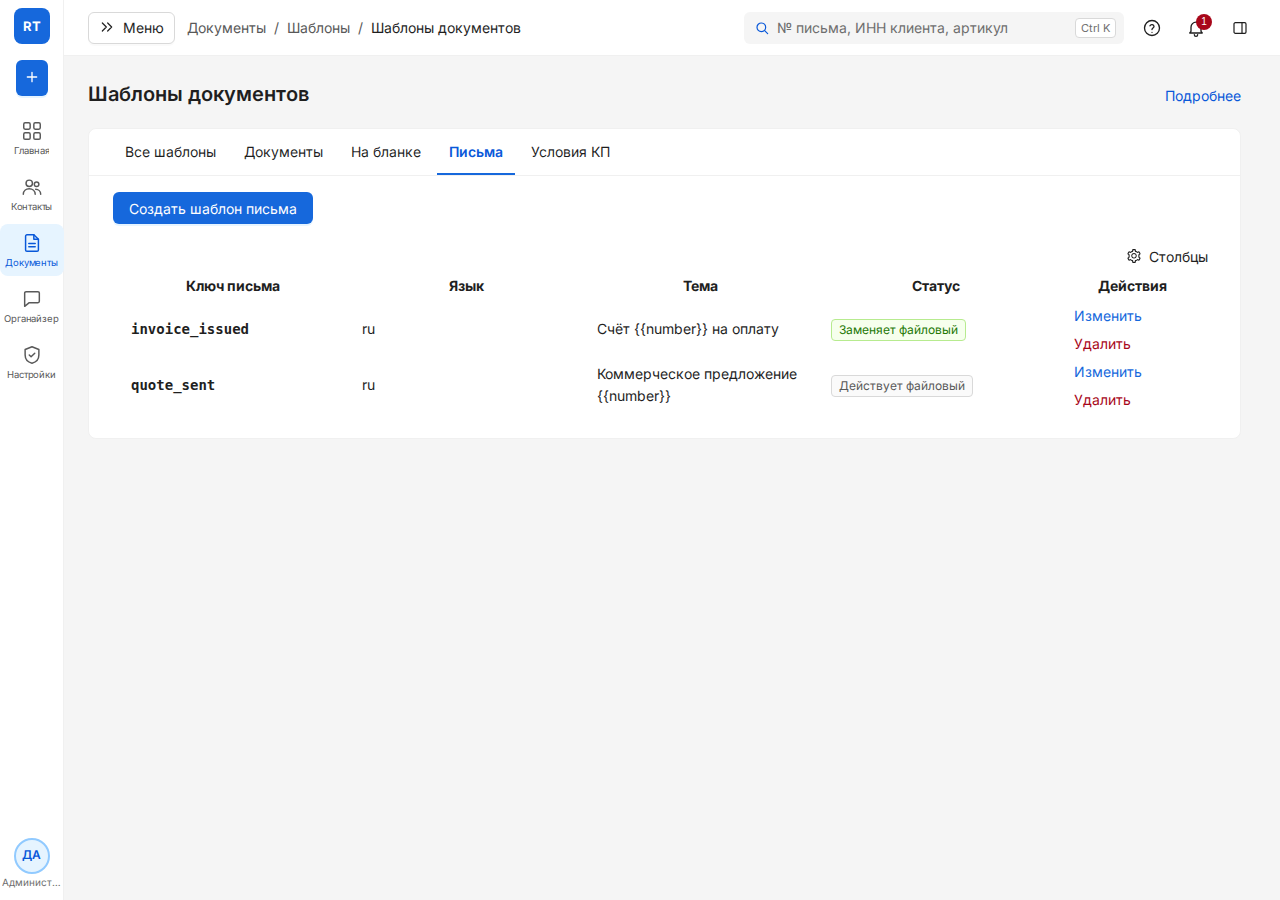 RT
Меню
Документы / Шаблоны / Шаблоны документов
№ письма, ИНН клиента, артикул
Ctrl K
1
Главная
Контакты
Документы
Органайзер
Настройки
ДА
Админист...
Шаблоны документов
Подробнее
Все шаблоны
Документы
На бланке
Письма
Условия КП
Создать шаблон письма
Столбцы
Ключ письма
Язык
Тема
Статус
Действия
invoice_issued
ru
Счёт {{number}} на оплату
Заменяет файловый
Изменить
Удалить
quote_sent
ru
Коммерческое предложение
{{number}}
Действует файловый
Изменить
Удалить